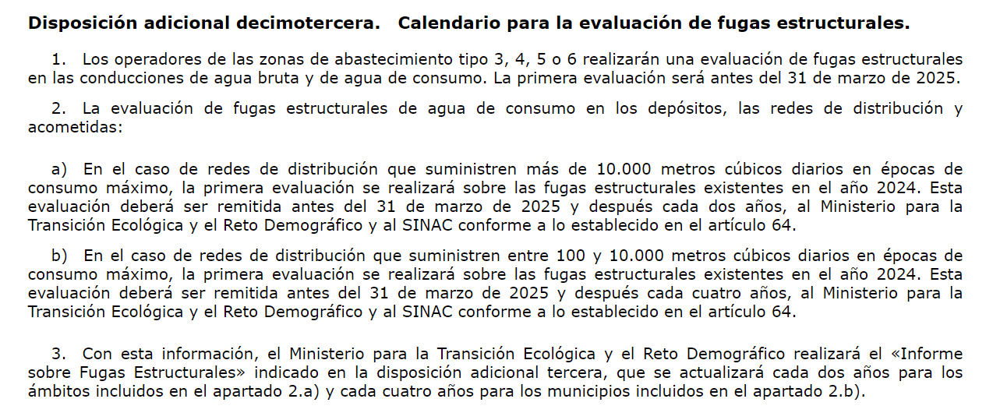 Disposición adicional decimotercera. Calendario para la evaluación de fugas estructurales.
1. Los operadores de las zonas de abastecimiento tipo 3, 4, 5 o 6 realizarán una evaluación de fugas estructurales
en las conducciones de agua bruta y de agua de consumo. La primera evaluación será antes del 31 de marzo de 2025.
2. La evaluación de fugas estructurales de agua de consumo en los depósitos, las redes de distribución y
acometidas:
a) En el caso de redes de distribución que suministren más de 10.000 metros cúbicos diarios en épocas de
consumo máximo, la primera evaluación se realizará sobre las fugas estructurales existentes en el año 2024. Esta
evaluación deberá ser remitida antes del 31 de marzo de 2025 y después cada dos años, al Ministerio para la
Transición Ecológica y el Reto Demográfico y al SINAC conforme a lo establecido en el artículo 64.
b) En el caso de redes de distribución que suministren entre 100 y 10.000 metros cúbicos diarios en épocas de
consumo máximo, la primera evaluación se realizará sobre las fugas estructurales existentes en el año 2024. Esta
evaluación deberá ser remitida antes del 31 de marzo de 2025 y después cada cuatro años, al Ministerio para la
Transición Ecológica y el Reto Demográfico y al SINAC conforme a lo establecido en el artículo 64.
3. Con esta información, el Ministerio para la Transición Ecológica y el Reto Demográfico realizará el «Informe
sobre Fugas Estructurales» indicado en la disposición adicional tercera, que se actualizará cada dos años para los
ámbitos incluidos en el apartado 2.a) y cada cuatro años para los municipios incluidos en el apartado 2.b).